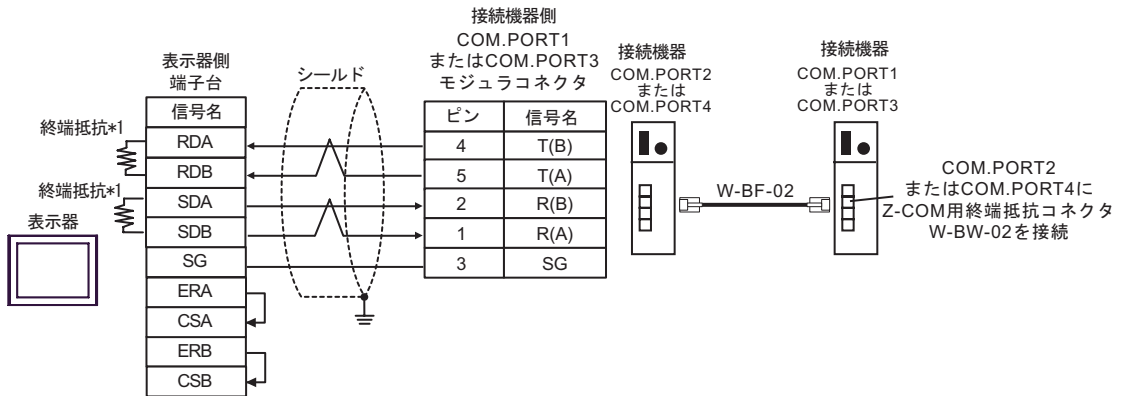 表示器
終端抵抗*1
終端抵抗*1
表示器側
端子台
信号名
RDA
RDB
SDA
SDB
SG
ERA
CSA
ERB
CSB
シールド
接続機器側
COM.PORT1
またはCOM.PORT3
モジュラコネクタ
ピン 信号名
4 T(B)
5 T(A)
2 R(B)
1 R(A)
3 SG
接続機器
COM.PORT2
または
COM.PORT4
W-BF-02
接続機器
COM.PORT1
または
COM.PORT3
COM.PORT2
またはCOM.PORT4に
Z-COM用終端抵抗コネクタ
W-BW-02を接続